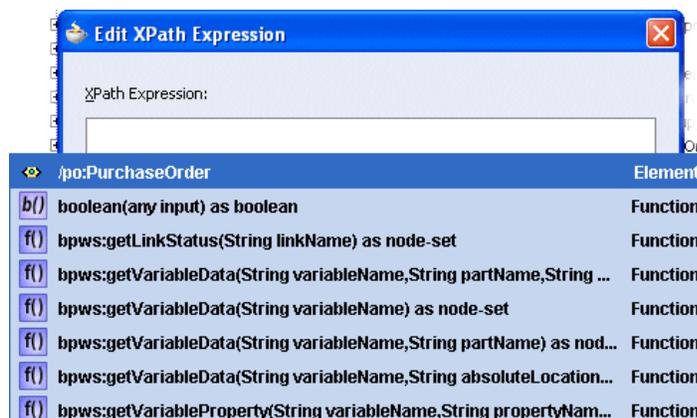 Edit XPath Expression
XPath Expression:
/po:PurchaseOrder Element
b() boolean(any input) as boolean Function
f() bpws:getLinkStatus(String linkName) as node-set Function
f() bpws:getVariableData(String variableName,String partName,String ... Function
f() bpws:getVariableData(String variableName) as node-set Function
f() bpws:getVariableData(String variableName,String partName) as nod... Function
f() bpws:getVariableData(String variableName,String absoluteLocation... Function
f() bpws:getVariableProperty(String variableName,String propertyNam... Function